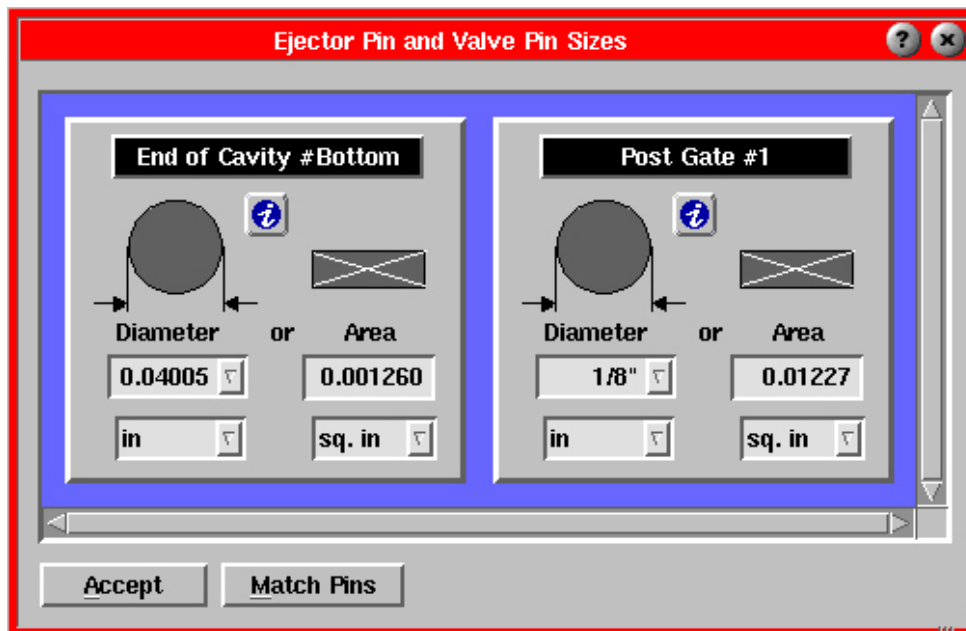 Ejector Pin and Valve Pin Sizes
?
x
End of Cavity #Bottom
i
Diameter or Area
0.04005 0.001260
in sq. in
Post Gate #1
i
Diameter or Area
1/8" 0.01227
in sq. in
Accept Match Pins